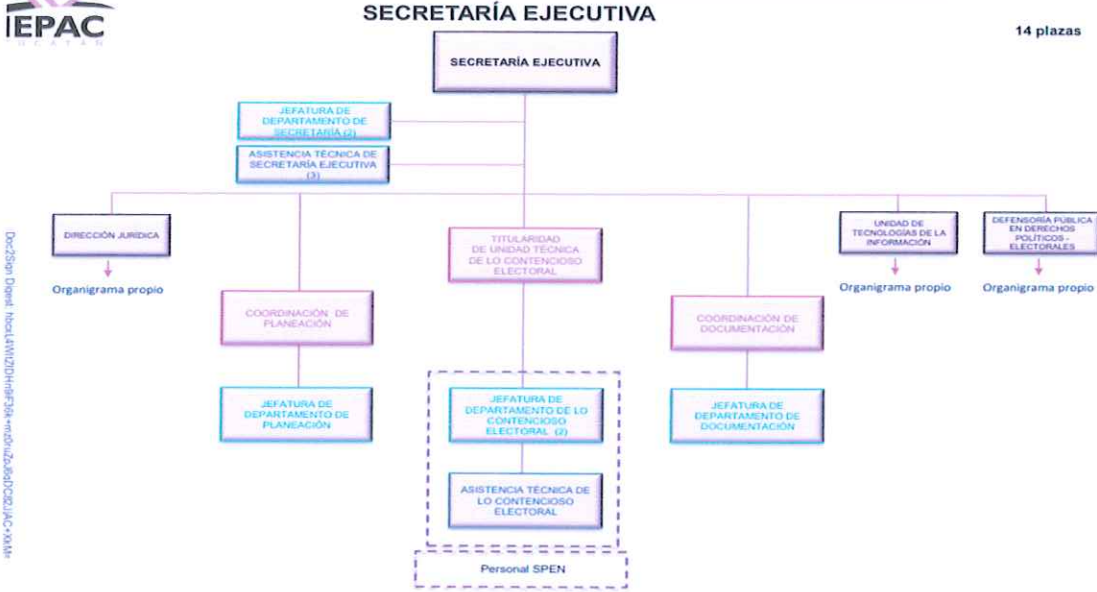 IEPAC
YUCATÁN
SECRETARÍA EJECUTIVA
14 plazas
SECRETARÍA EJECUTIVA
JEFATURA DE
DEPARTAMENTO DE
SECRETARÍA (2)
ASISTENCIA TÉCNICA DE
SECRETARÍA EJECUTIVA
(3)
DIRECCIÓN JURÍDICA
Organigrama propio
TITULARIDAD
DE UNIDAD TÉCNICA
DE LO CONTENCIOSO
ELECTORAL
UNIDAD DE
TECNOLOGÍAS DE LA
INFORMACIÓN
Organigrama propio
DEFENSORÍA PÚBLICA
EN DERECHOS
POLÍTICOS -
ELECTORALES
Organigrama propio
COORDINACIÓN DE
PLANEACIÓN
COORDINACIÓN DE
DOCUMENTACIÓN
JEFATURA DE
DEPARTAMENTO DE
PLANEACIÓN
JEFATURA DE
DEPARTAMENTO DE LO
CONTENCIOSO
ELECTORAL (2)
JEFATURA DE
DEPARTAMENTO DE
DOCUMENTACIÓN
ASISTENCIA TÉCNICA DE
LO CONTENCIOSO
ELECTORAL
Personal SPEN
Doc2Sign Digest: